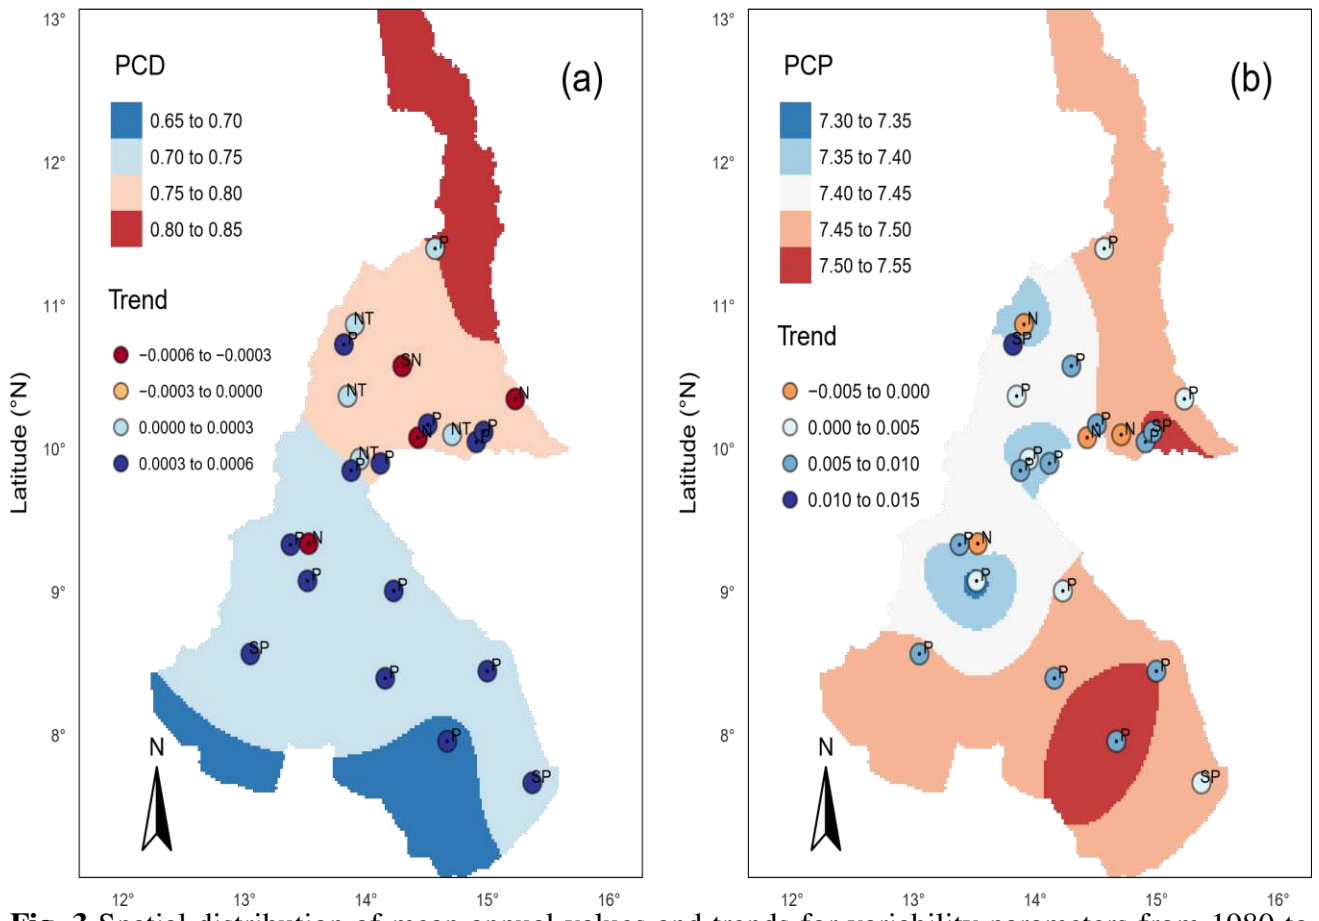 13°
12°
11°
10°
9°
8°
Latitude (°N)
PCD
0.65 to 0.70
0.70 to 0.75
0.75 to 0.80
0.80 to 0.85
(a)
Trend
−0.0006 to −0.0003
−0.0003 to 0.0000
0.0000 to 0.0003
0.0003 to 0.0006
P
NT
P
SN
NT
N
P
N
NT
P
P
NT
P
P
P
N
P
P
SP
P
P
P
SP
N
12°
13°
14°
15°
16°
13°
12°
11°
10°
9°
8°
Latitude (°N)
PCP
7.30 to 7.35
7.35 to 7.40
7.40 to 7.45
7.45 to 7.50
7.50 to 7.55
(b)
Trend
−0.005 to 0.000
0.000 to 0.005
0.005 to 0.010
0.010 to 0.015
P
N
SP
P
P
P
P
N
N
SP
P
P
P
P
P
N
P
P
P
P
P
P
SP
N
12°
13°
14°
15°
16°
Fig. 3 Spatial distribution of mean annual values and trends for variability parameters from 1980 to